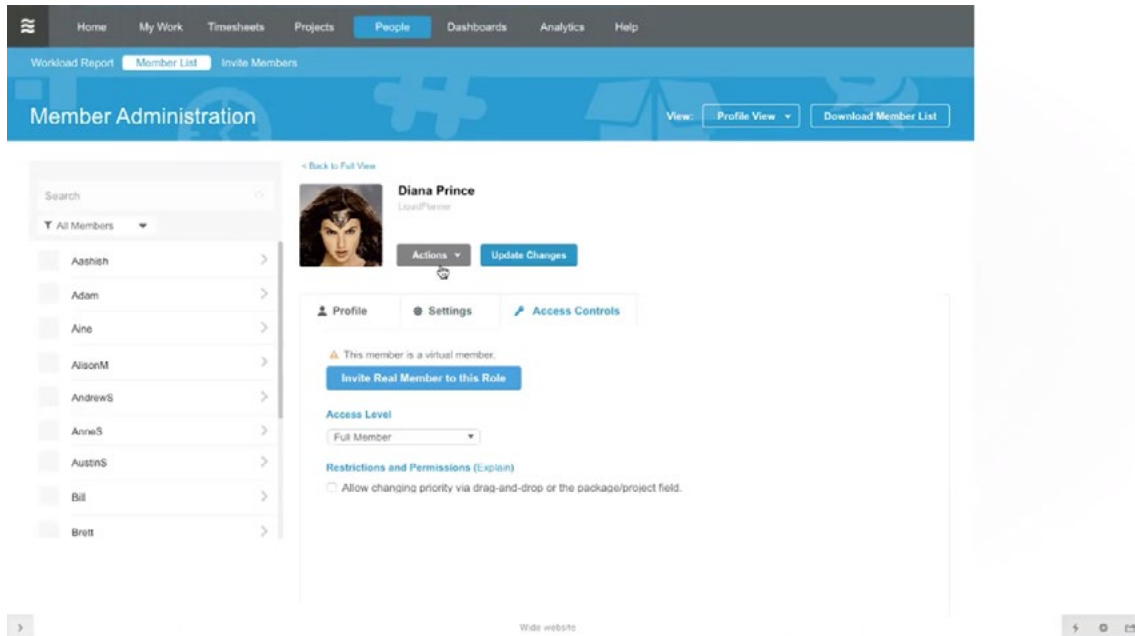 Home My Work Timesheets Projects People Dashboards Analytics Help
Workload Report Member List Invite Members
Member Administration
View: Profile View Download Member List
< Back to Full View
Search
All Members
Aashish
Adam
Aine
AlisonM
AndrewS
AnneS
AustinS
Bill
Brett
Diana Prince
LiquidPlanner
Actions Update Changes
Profile Settings Access Controls
This member is a virtual member.
Invite Real Member to this Role
Access Level
Full Member
Restrictions and Permissions (Explain)
Allow changing priority via drag-and-drop or the package/project field.
Wide website